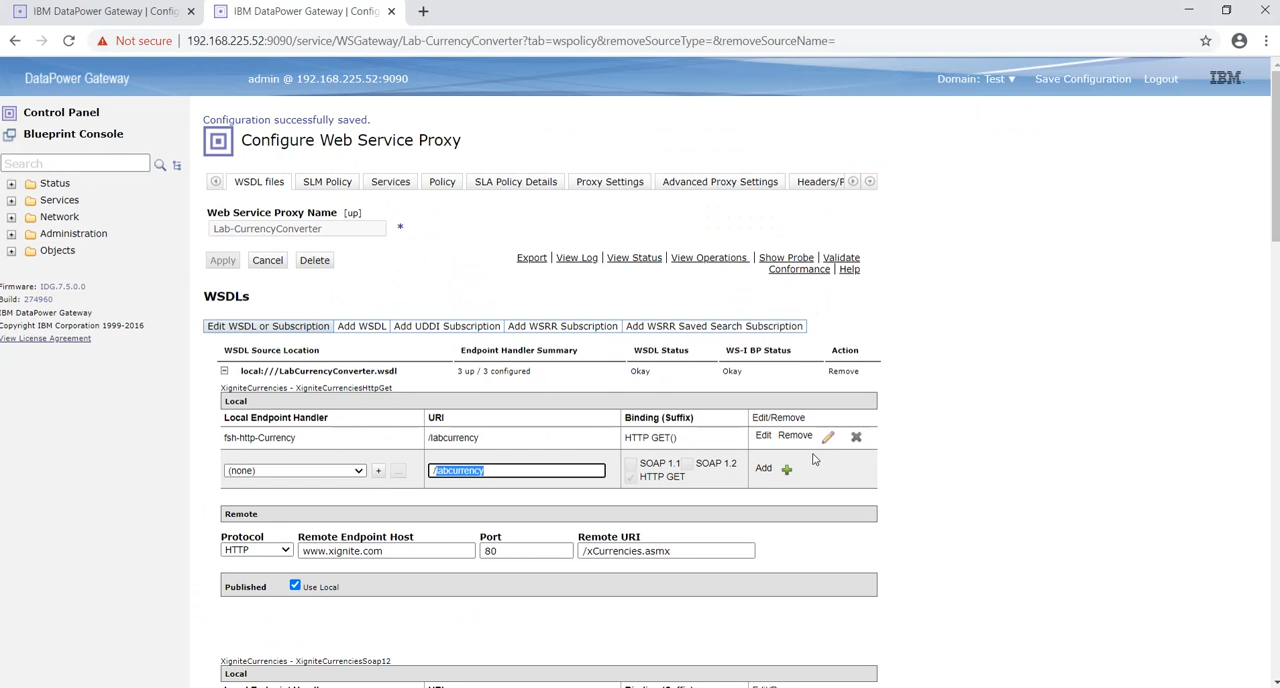 IBM DataPower Gateway | Config
IBM DataPower Gateway | Config
Not secure | 192.168.225.52:9090/service/WSGateway/Lab-CurrencyConverter?tab=wspolicy&removeSourceType=&removeSourceName=
DataPower Gateway admin @ 192.168.225.52:9090 Domain: Test ▼ Save Configuration Logout IBM
Control Panel
Blueprint Console
Search
Status
Services
Network
Administration
Objects
Firmware: IDG.7.5.0.0
Build: 274960
IBM DataPower Gateway
Copyright IBM Corporation 1999-2016
View License Agreement
Configuration successfully saved.
Configure Web Service Proxy
WSDL files SLM Policy Services Policy SLA Policy Details Proxy Settings Advanced Proxy Settings Headers/P
Web Service Proxy Name [up]
Lab-CurrencyConverter *
Apply Cancel Delete
Export | View Log | View Status | View Operations | Show Probe | Validate
Conformance | Help
WSDLs
Edit WSDL or Subscription Add WSDL Add UDDI Subscription Add WSRR Subscription Add WSRR Saved Search Subscription
WSDL Source Location Endpoint Handler Summary WSDL Status WS-I BP Status Action
local:///LabCurrencyConverter.wsdl 3 up / 3 configured Okay Okay Remove
XigniteCurrencies - XigniteCurrenciesHttpGet
Local
Local Endpoint Handler URI Binding (Suffix) Edit/Remove
fsh-http-Currency /labcurrency HTTP GET() Edit Remove
(none) + ... /labcurrency SOAP 1.1 SOAP 1.2 Add
HTTP GET
Remote
Protocol Remote Endpoint Host Port Remote URI
HTTP www.xignite.com 80 /xCurrencies.asmx
Published Use Local
XigniteCurrencies - XigniteCurrenciesSoap12
Local